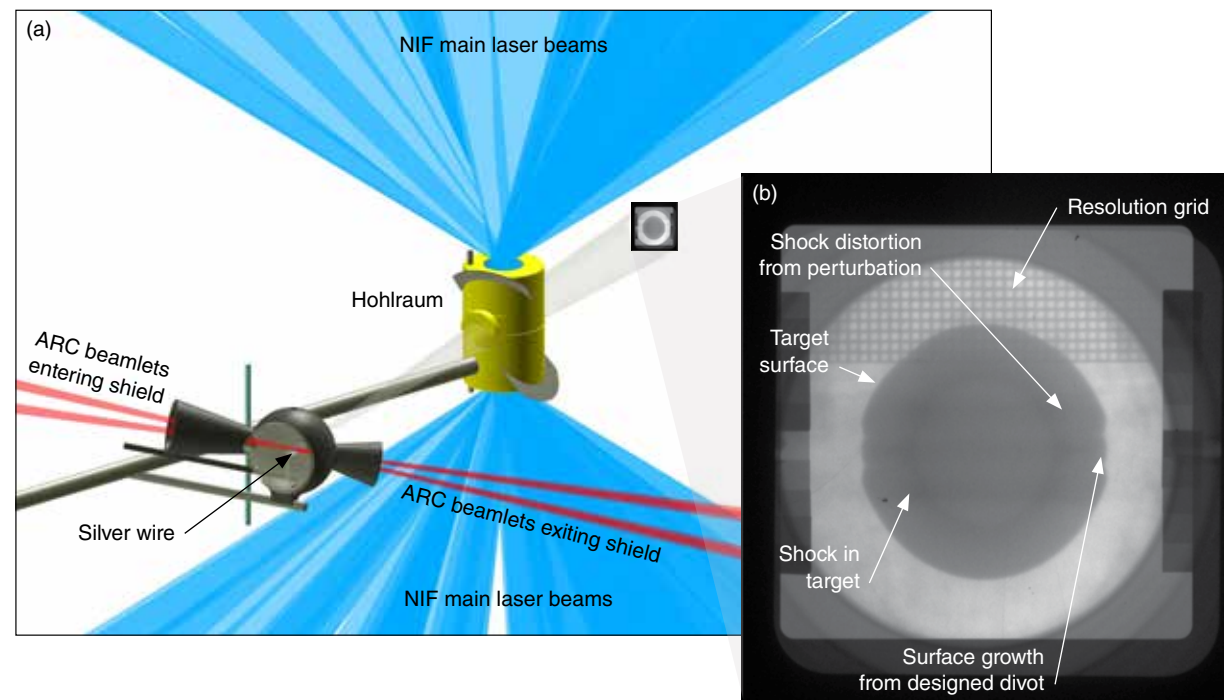 (a)
NIF main laser beams
Hohlraum
ARC beamlets
entering shield
Silver wire
ARC beamlets exiting shield
NIF main laser beams
(b)
Resolution grid
Shock distortion
from perturbation
Target
surface
Shock in
target
Surface growth
from designed divot